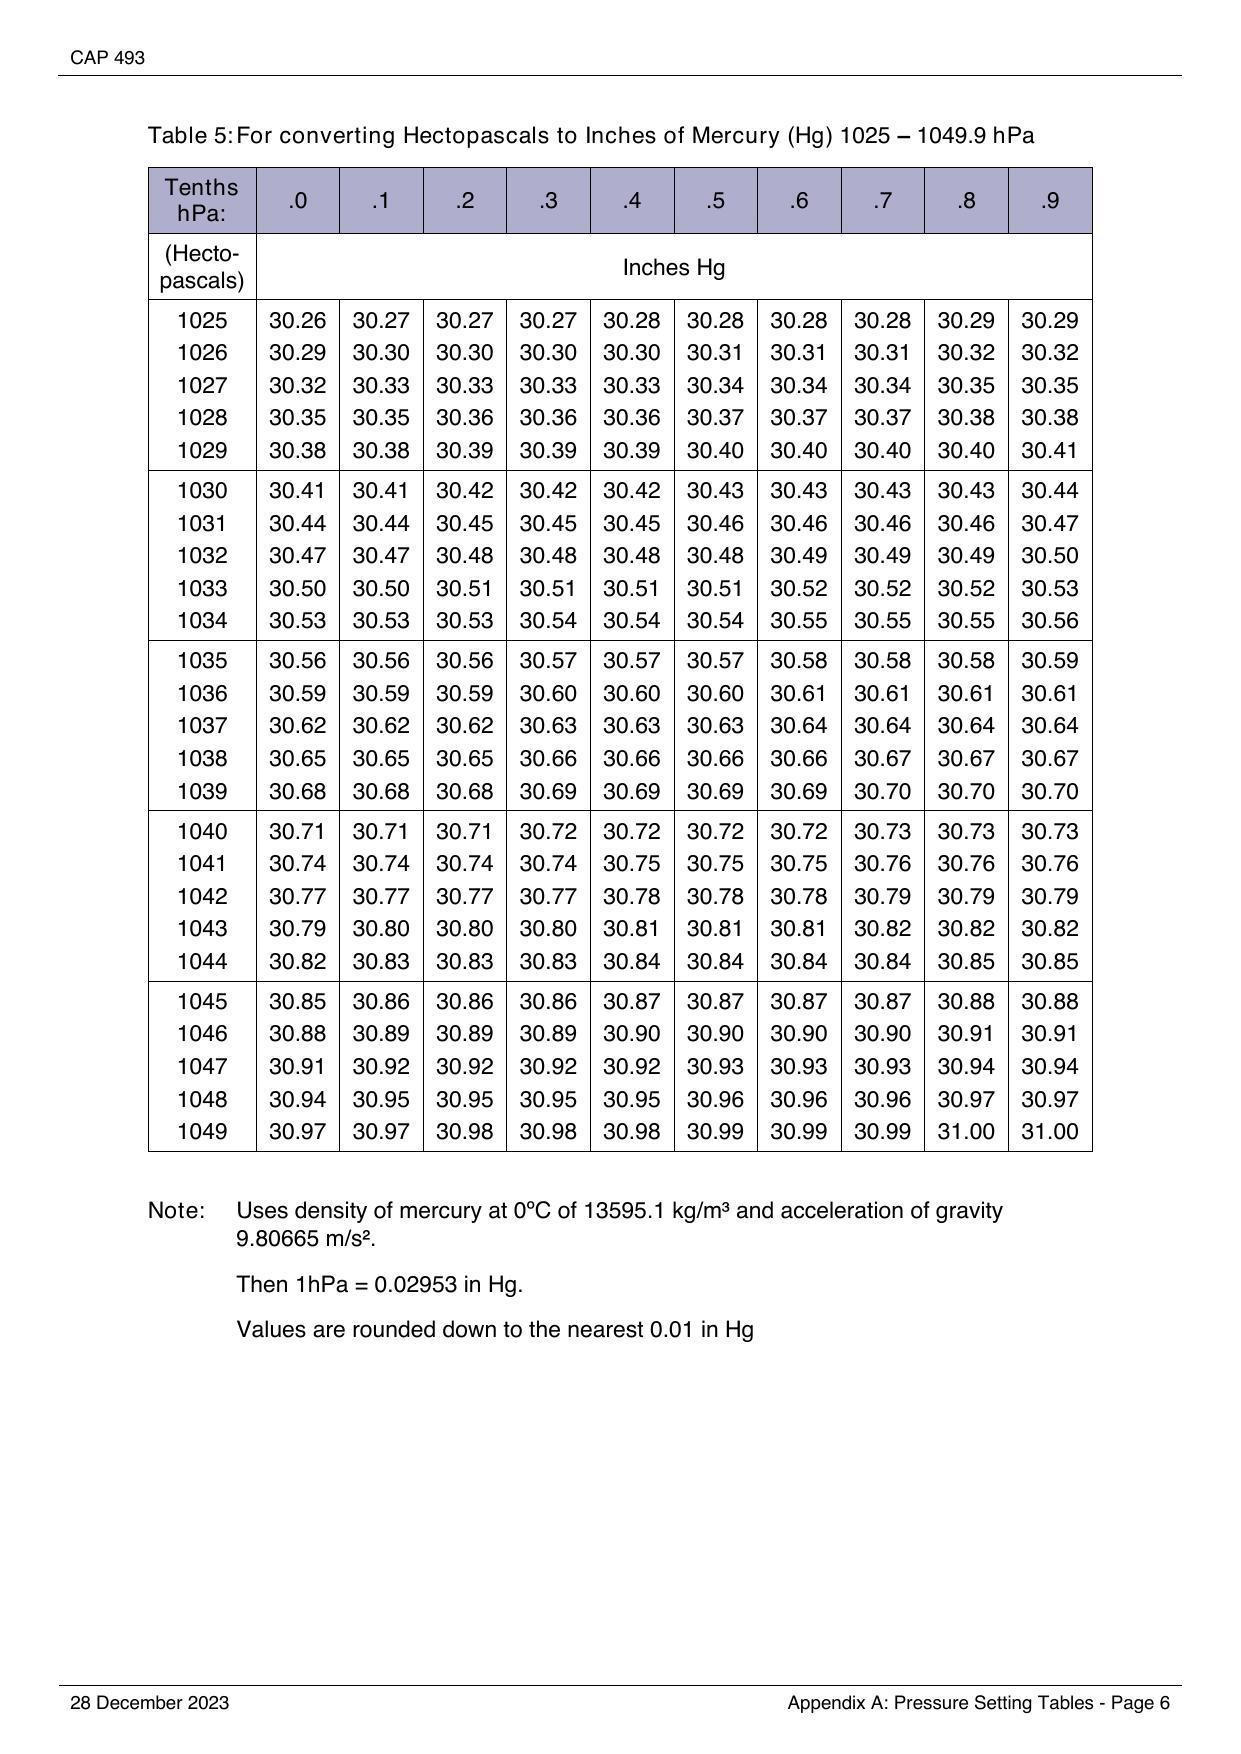 CAP 493
Table 5: For converting Hectopascals to Inches of Mercury (Hg) 1025 – 1049.9 hPa
Tenths hPa: .0 .1 .2 .3 .4 .5 .6 .7 .8 .9
(Hecto-
pascals) Inches Hg
1025 30.26 30.27 30.27 30.27 30.28 30.28 30.28 30.28 30.29 30.29
1026 30.29 30.30 30.30 30.30 30.30 30.31 30.31 30.31 30.32 30.32
1027 30.32 30.33 30.33 30.33 30.33 30.34 30.34 30.34 30.35 30.35
1028 30.35 30.35 30.36 30.36 30.36 30.37 30.37 30.37 30.38 30.38
1029 30.38 30.38 30.39 30.39 30.39 30.40 30.40 30.40 30.40 30.41
1030 30.41 30.41 30.42 30.42 30.42 30.43 30.43 30.43 30.43 30.44
1031 30.44 30.44 30.45 30.45 30.45 30.46 30.46 30.46 30.46 30.47
1032 30.47 30.47 30.48 30.48 30.48 30.48 30.49 30.49 30.49 30.50
1033 30.50 30.50 30.51 30.51 30.51 30.51 30.52 30.52 30.52 30.53
1034 30.53 30.53 30.53 30.54 30.54 30.54 30.55 30.55 30.55 30.56
1035 30.56 30.56 30.56 30.57 30.57 30.57 30.58 30.58 30.58 30.59
1036 30.59 30.59 30.59 30.60 30.60 30.60 30.61 30.61 30.61 30.61
1037 30.62 30.62 30.62 30.63 30.63 30.63 30.64 30.64 30.64 30.64
1038 30.65 30.65 30.65 30.66 30.66 30.66 30.66 30.67 30.67 30.67
1039 30.68 30.68 30.68 30.69 30.69 30.69 30.69 30.70 30.70 30.70
1040 30.71 30.71 30.71 30.72 30.72 30.72 30.72 30.73 30.73 30.73
1041 30.74 30.74 30.74 30.74 30.75 30.75 30.75 30.76 30.76 30.76
1042 30.77 30.77 30.77 30.77 30.78 30.78 30.78 30.79 30.79 30.79
1043 30.79 30.80 30.80 30.80 30.81 30.81 30.81 30.82 30.82 30.82
1044 30.82 30.83 30.83 30.83 30.84 30.84 30.84 30.84 30.85 30.85
1045 30.85 30.86 30.86 30.86 30.87 30.87 30.87 30.87 30.88 30.88
1046 30.88 30.89 30.89 30.89 30.90 30.90 30.90 30.90 30.91 30.91
1047 30.91 30.92 30.92 30.92 30.92 30.93 30.93 30.93 30.94 30.94
1048 30.94 30.95 30.95 30.95 30.95 30.96 30.96 30.96 30.97 30.97
1049 30.97 30.97 30.98 30.98 30.98 30.99 30.99 30.99 31.00 31.00
Note: Uses density of mercury at 0ºC of 13595.1 kg/m³ and acceleration of gravity
9.80665 m/s².
Then 1hPa = 0.02953 in Hg.
Values are rounded down to the nearest 0.01 in Hg
28 December 2023 Appendix A: Pressure Setting Tables - Page 6